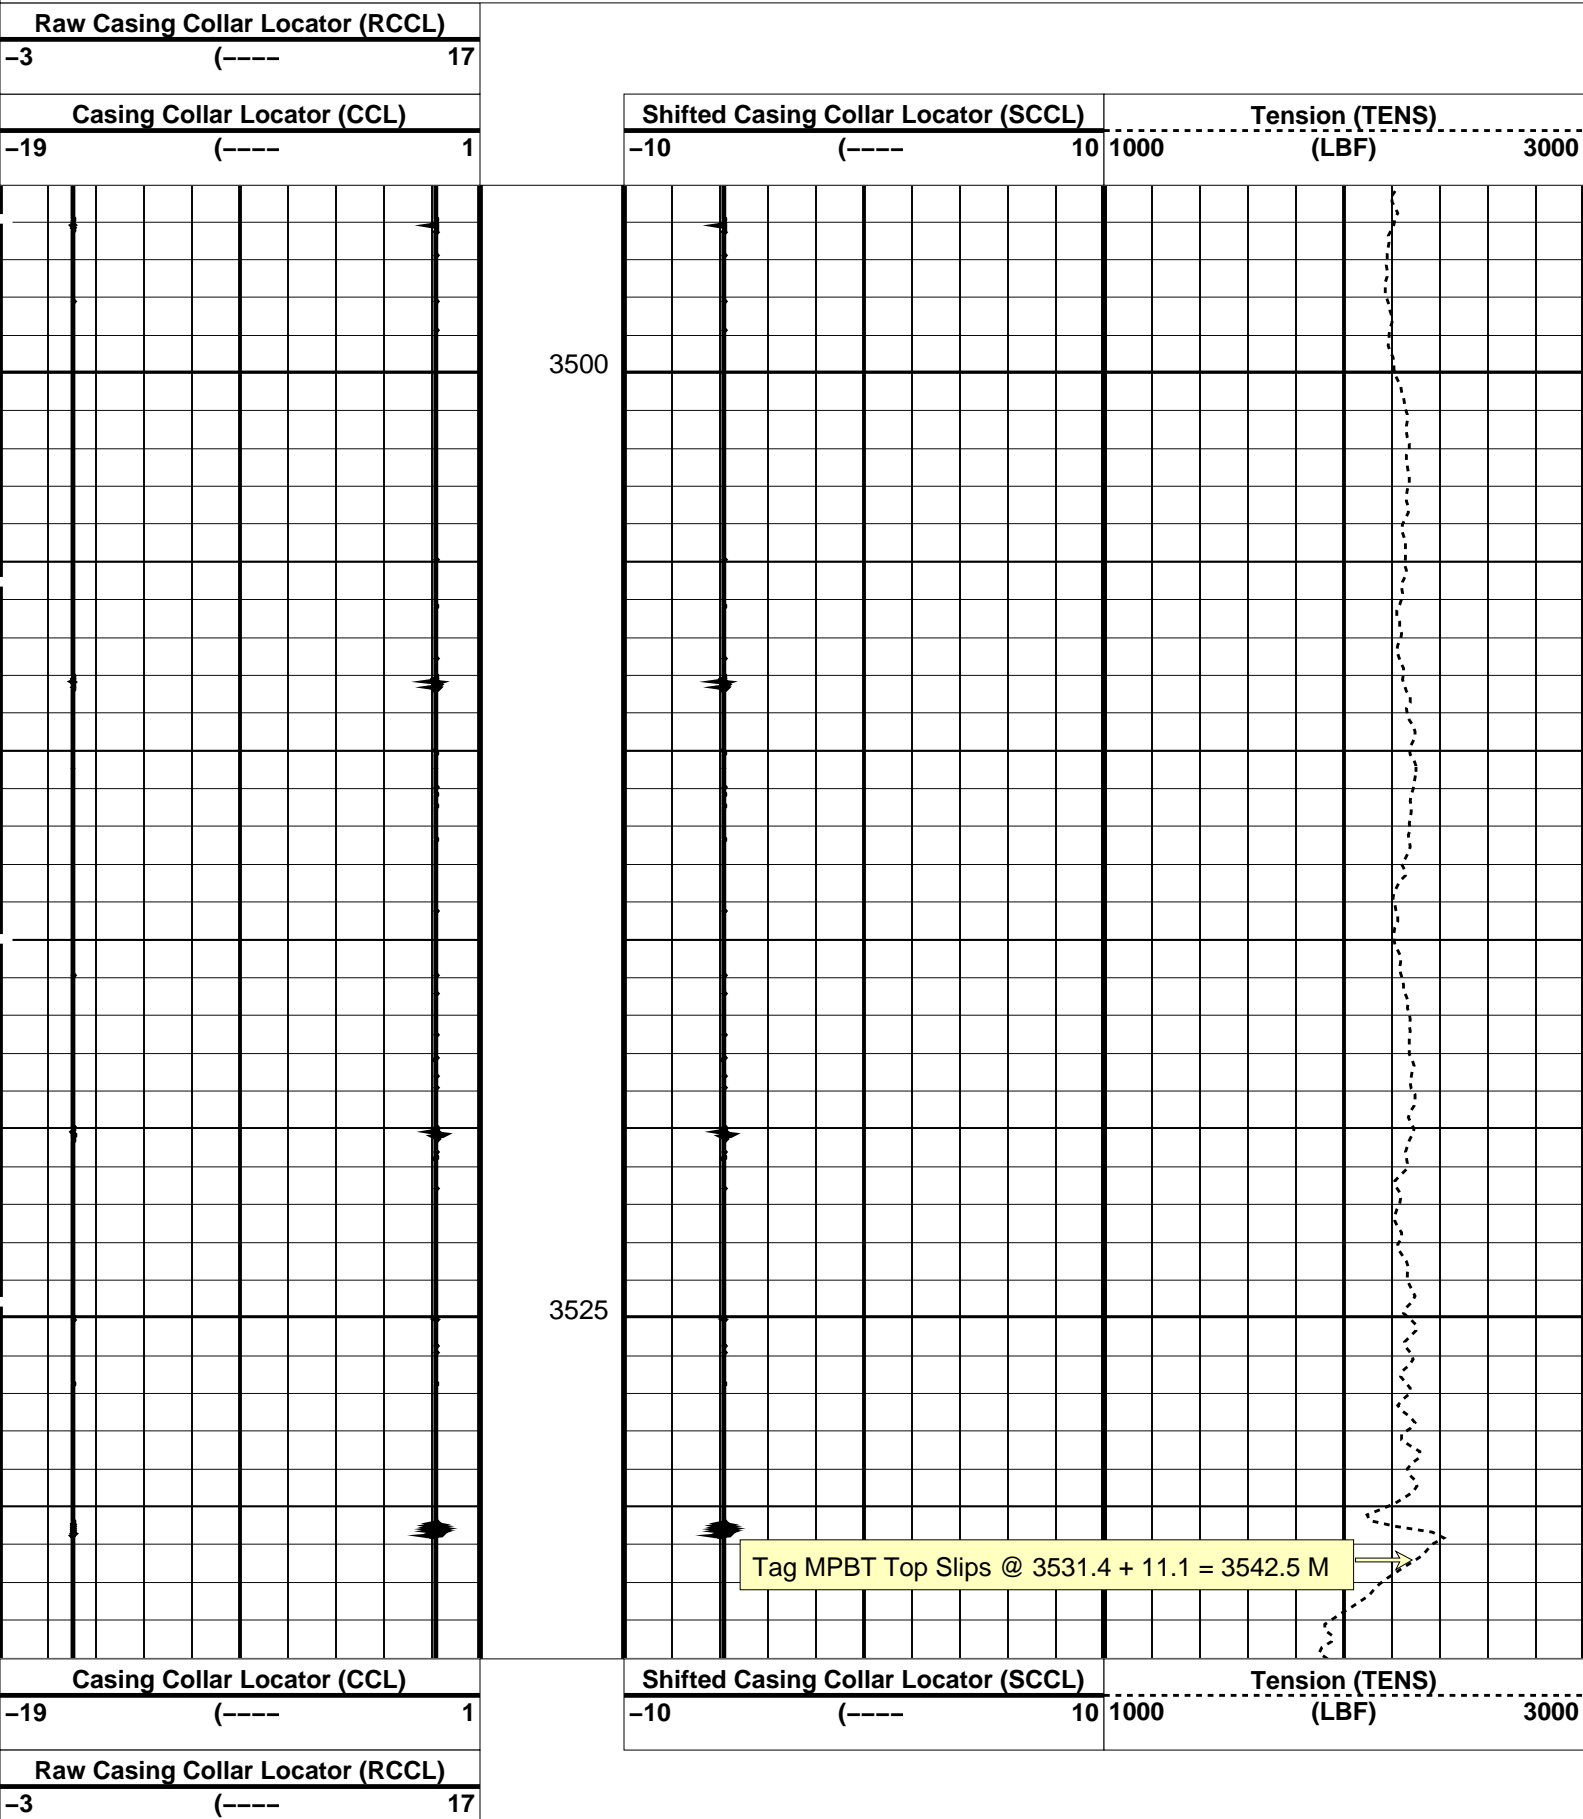 Raw Casing Collar Locator (RCCL)
−3 (−−−− 17
Casing Collar Locator (CCL)
−19 (−−−− 1
Shifted Casing Collar Locator (SCCL)
−10 (−−−− 10
Tension (TENS)
1000 (LBF) 3000
3500
3525
Tag MPBT Top Slips @ 3531.4 + 11.1 = 3542.5 M
Casing Collar Locator (CCL)
−19 (−−−− 1
Shifted Casing Collar Locator (SCCL)
−10 (−−−− 10
Tension (TENS)
1000 (LBF) 3000
Raw Casing Collar Locator (RCCL)
−3 (−−−− 17